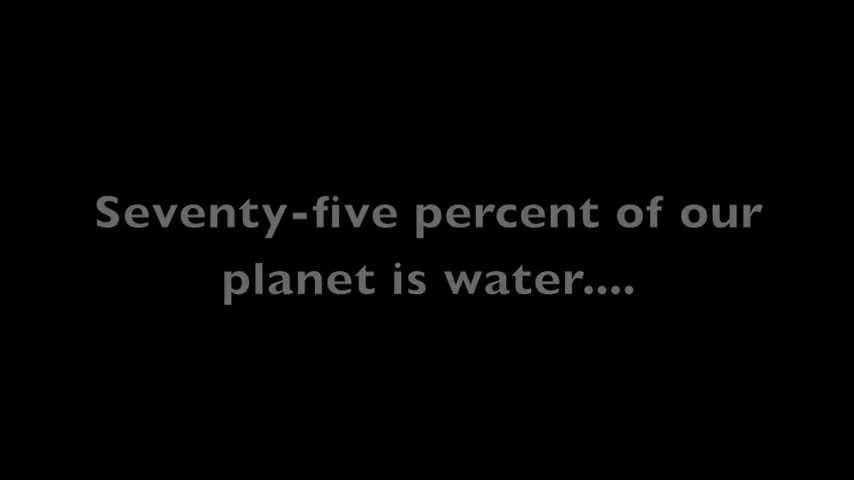 Seventy-five percent of our
planet is water....